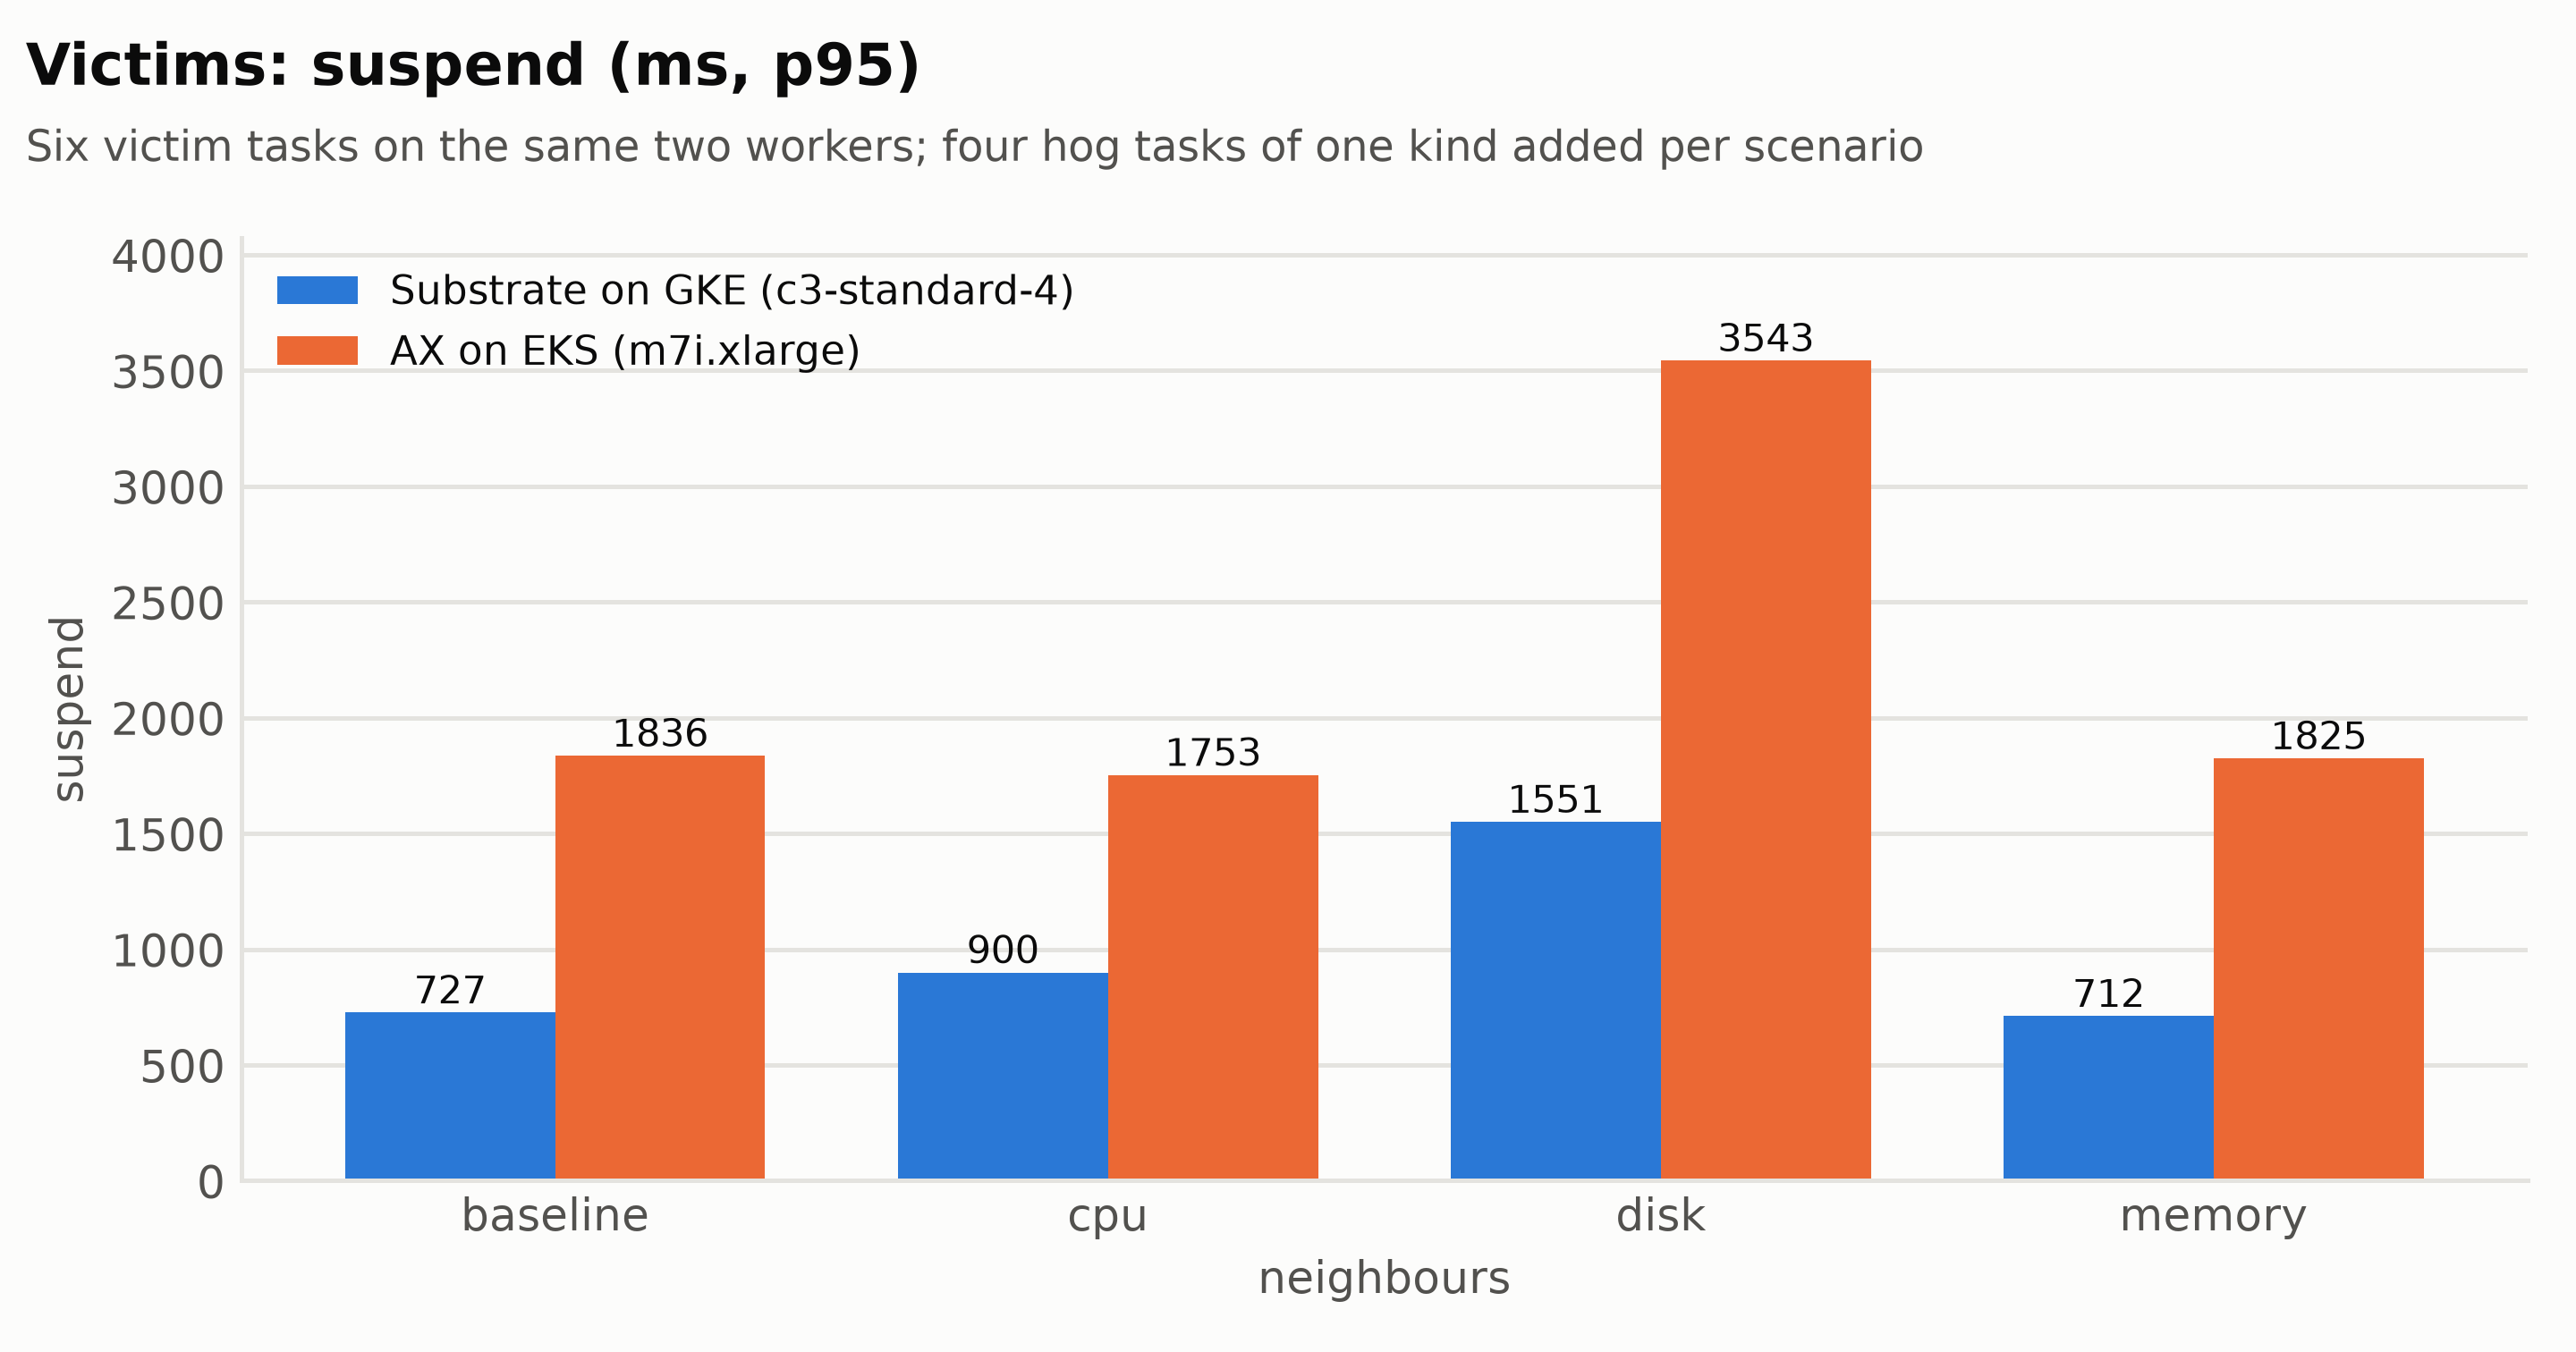 Victims: suspend (ms, p95)
Six victim tasks on the same two workers; four hog tasks of one kind added per scenario
4000
Substrate on GKE (c3-standard-4)
AX on EKS (m7i.xlarge)
3543
3500
3000
2500
2000
1836
1753
1825
1551
1500
1000
900
727
712
500
0
suspend
baseline
cpu
disk
memory
neighbours